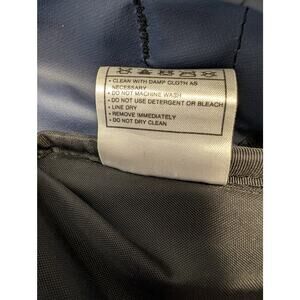 • CLEAN WITH DAMP CLOTH AS
NECESSARY
• DO NOT MACHINE WASH
• DO NOT USE DETERGENT OR BLEACH
• LINE DRY
• REMOVE IMMEDIATELY
• DO NOT DRY CLEAN